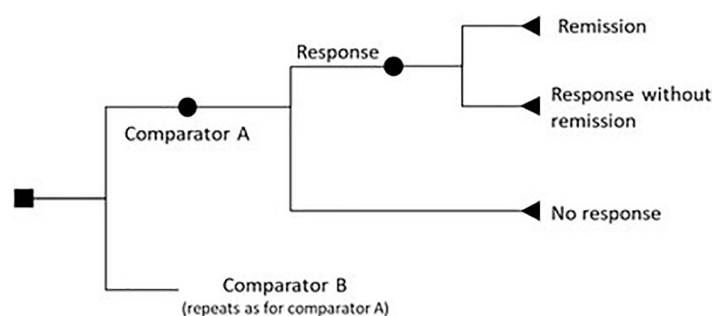 Remission
Response
Response without
remission
Comparator A
No response
Comparator B
(repeats as for comparator A)